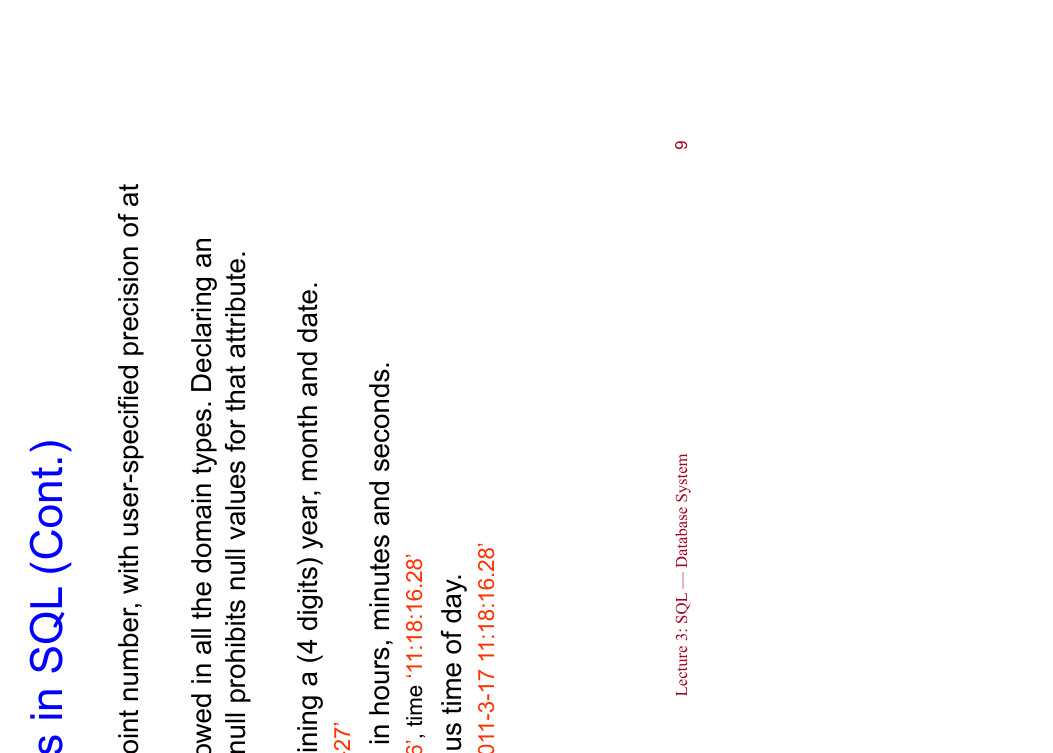 s in SQL (Cont.)
oint number, with user-specified precision of at
owed in all the domain types. Declaring an
null prohibits null values for that attribute.
ining a (4 digits) year, month and date.
27’
in hours, minutes and seconds.
6’, time ‘11:18:16.28’
us time of day.
011-3-17 11:18:16.28’
Lecture 3: SQL — Database System 9